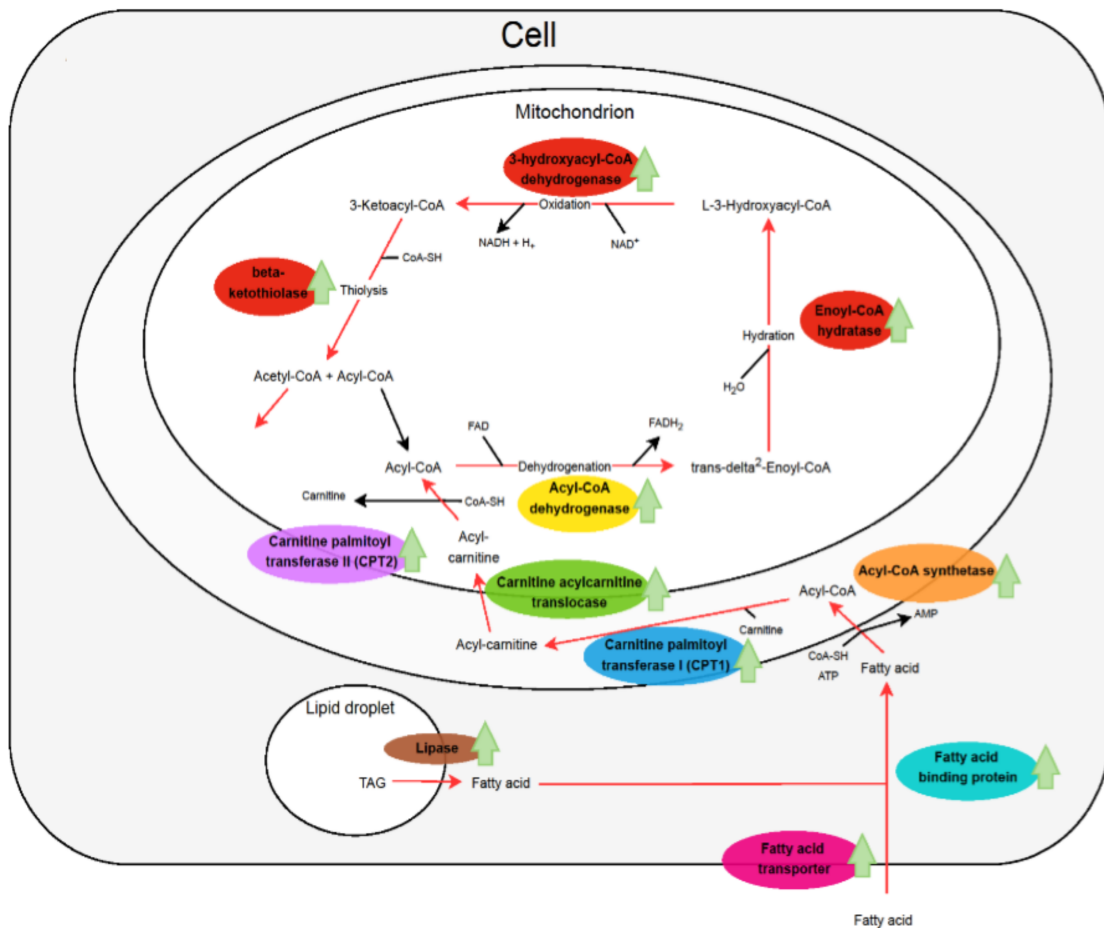 Cell
Mitochondrion
3-hydroxyacyl-CoA
dehydrogenase
3-Ketoacyl-CoA
Oxidation
L-3-Hydroxyacyl-CoA
NADH + H₊
NAD⁺
CoA-SH
beta-
ketothiolase
Thiolysis
Enoyl-CoA
hydratase
Hydration
H₂O
Acetyl-CoA + Acyl-CoA
FAD
FADH₂
Acyl-CoA
Dehydrogenation
trans-delta²-Enoyl-CoA
Carnitine
CoA-SH
Acyl-CoA
dehydrogenase
Carnitine palmitoyl
transferase II (CPT2)
Acyl-
carnitine
Carnitine acylcarnitine
translocase
Acyl-CoA synthetase
Acyl-CoA
AMP
Carnitine
Acyl-carnitine
Carnitine palmitoyl
transferase I (CPT1)
CoA-SH
ATP
Fatty acid
Lipid droplet
Lipase
TAG
Fatty acid
Fatty acid
binding protein
Fatty acid
transporter
Fatty acid